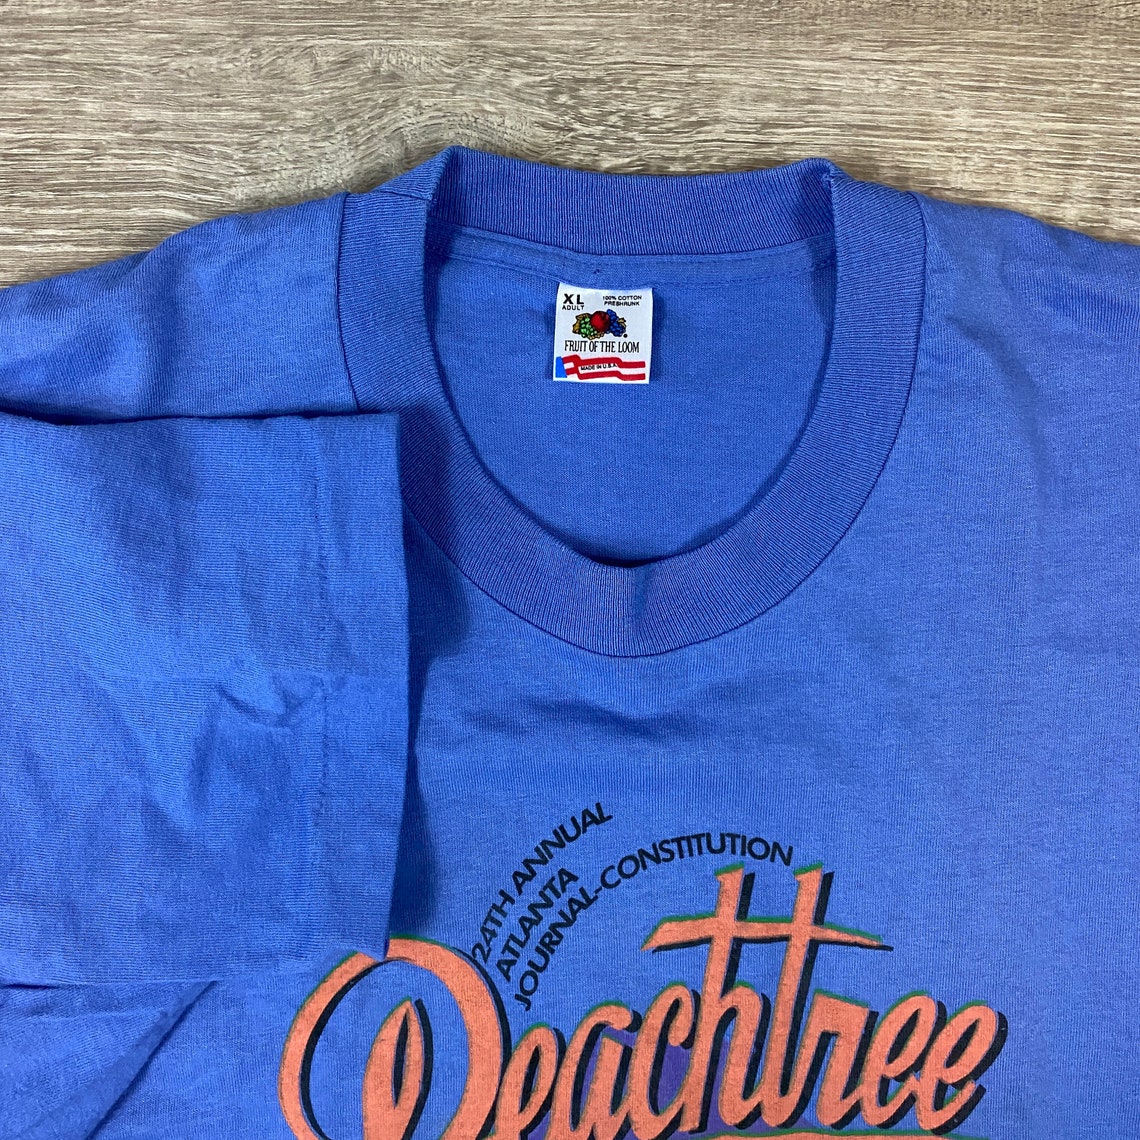 XL
ADULT
100% COTTON
PRESHRUNK
FRUIT OF THE LOOM
MADE IN U.S.A.
24TH ANNUAL
ATLANTA
JOURNAL-CONSTITUTION
Peachtree